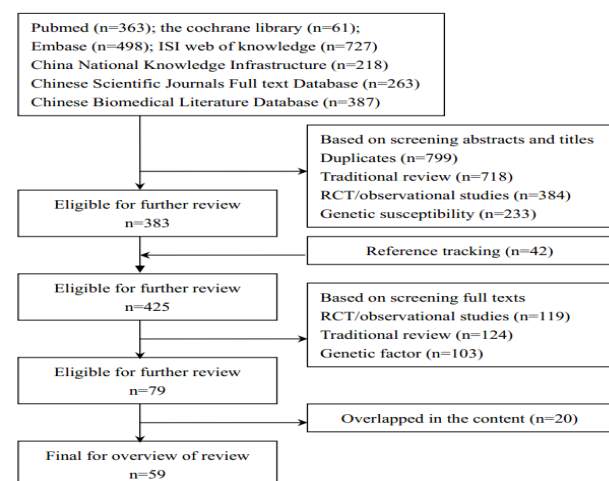 Pubmed (n=363); the cochrane library (n=61);
Embase (n=498); ISI web of knowledge (n=727)
China National Knowledge Infrastructure (n=218)
Chinese Scientific Journals Full text Database (n=263)
Chinese Biomedical Literature Database (n=387)
Based on screening abstracts and titles
Duplicates (n=799)
Traditional review (n=718)
RCT/observational studies (n=384)
Genetic susceptibility (n=233)
Eligible for further review
n=383
Reference tracking (n=42)
Eligible for further review
n=425
Based on screening full texts
RCT/observational studies (n=119)
Traditional review (n=124)
Genetic factor (n=103)
Eligible for further review
n=79
Overlapped in the content (n=20)
Final for overview of review
n=59